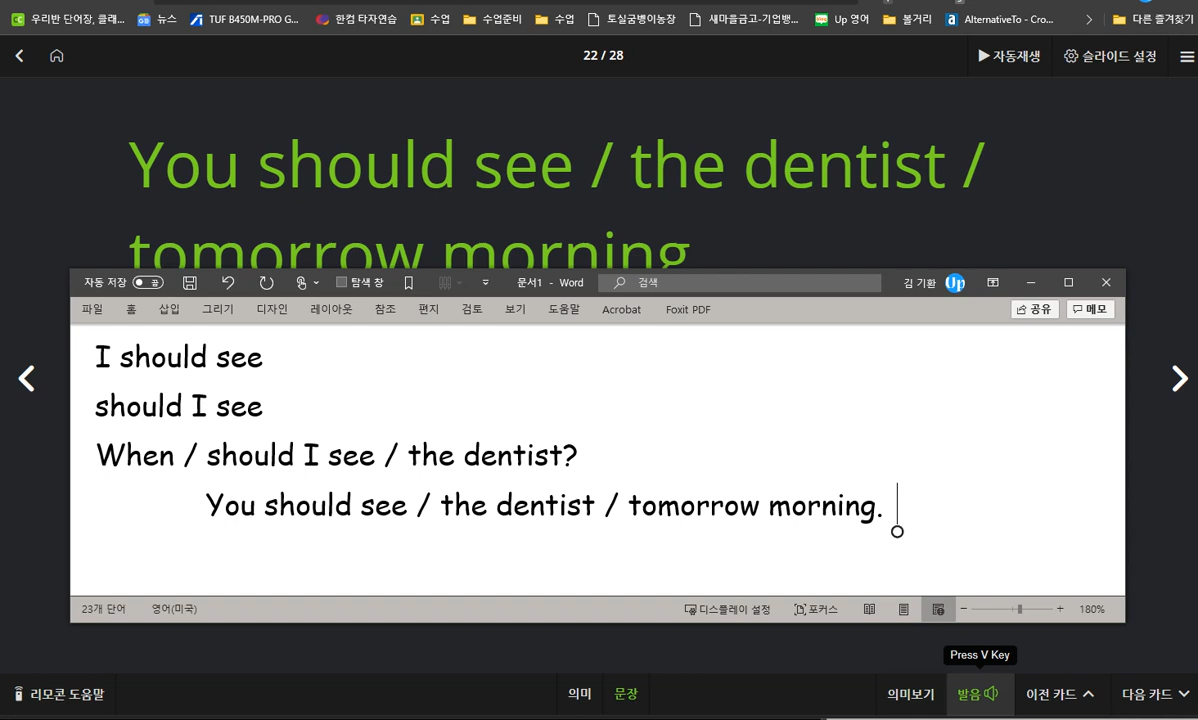 우리반 단어장, 클래... 뉴스 TUF B450M-PRO G... 한컴 타자연습 수업 수업준비 수업 토실굼벵이농장 새마을금고-기업뱅... Up 영어 볼거리 AlternativeTo - Cro... 다른 즐겨찾기
22 / 28 자동재생 슬라이드 설정
You should see / the dentist /
tomorrow morning
자동 저장 끔 탐색 창 문서1 - Word 검색 김 기환 Up
파일 홈 삽입 그리기 디자인 레이아웃 참조 편지 검토 보기 도움말 Acrobat Foxit PDF 공유 메모
I should see
should I see
When / should I see / the dentist?
You should see / the dentist / tomorrow morning.
23개 단어 영어(미국) 디스플레이 설정 포커스 180%
Press V Key
리모콘 도움말 의미 문장 의미보기 발음 이전 카드 다음 카드